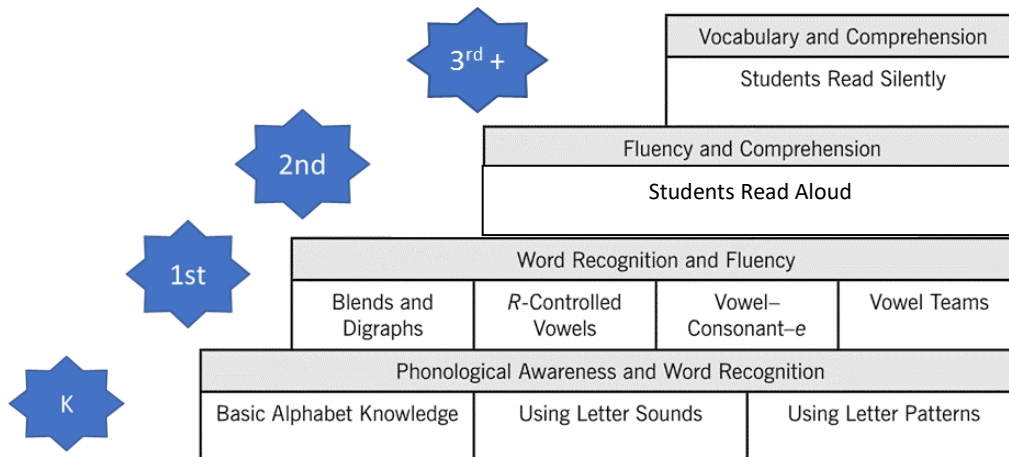 3rd +
Vocabulary and Comprehension
Students Read Silently
2nd
Fluency and Comprehension
Students Read Aloud
1st
Word Recognition and Fluency
Blends and
Digraphs
R-Controlled
Vowels
Vowel–
Consonant–e
Vowel Teams
K
Phonological Awareness and Word Recognition
Basic Alphabet Knowledge
Using Letter Sounds
Using Letter Patterns